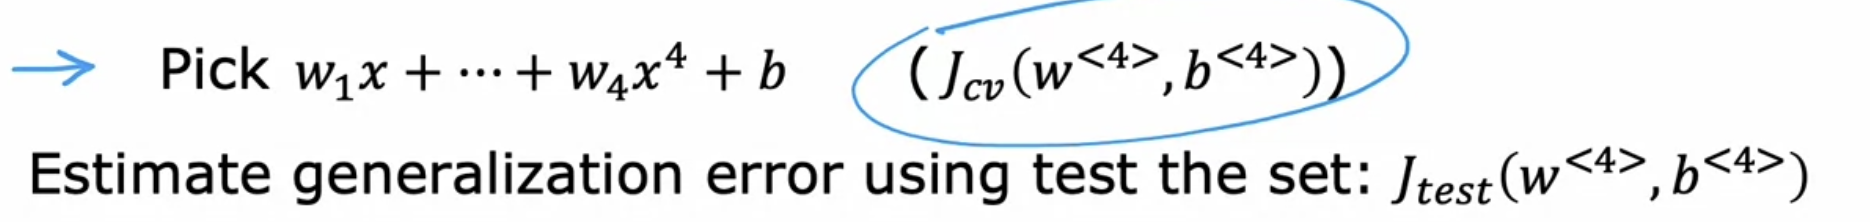 → Pick w₁x + ⋯ + w₄x⁴ + b (J_cv(w^<4>, b^<4>))
Estimate generalization error using test the set: J_test(w^<4>, b^<4>)